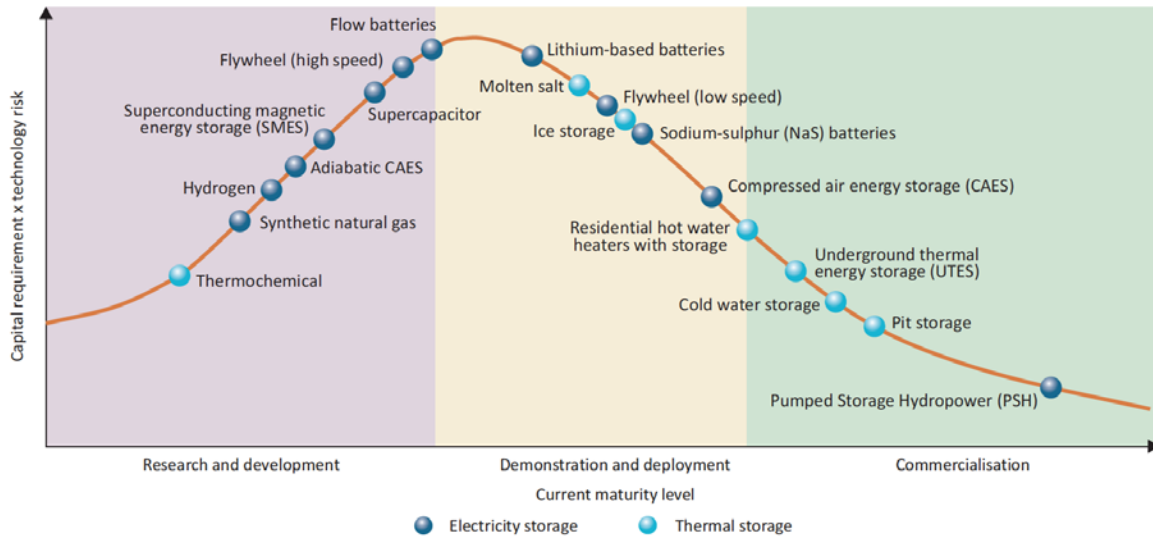 Capital requirement x technology risk
Flow batteries
Flywheel (high speed)
Supercapacitor
Superconducting magnetic
energy storage (SMES)
Adiabatic CAES
Hydrogen
Synthetic natural gas
Thermochemical
Lithium-based batteries
Molten salt
Flywheel (low speed)
Ice storage
Sodium-sulphur (NaS) batteries
Compressed air energy storage (CAES)
Residential hot water
heaters with storage
Underground thermal
energy storage (UTES)
Cold water storage
Pit storage
Pumped Storage Hydropower (PSH)
Research and development
Demonstration and deployment
Commercialisation
Current maturity level
Electricity storage
Thermal storage